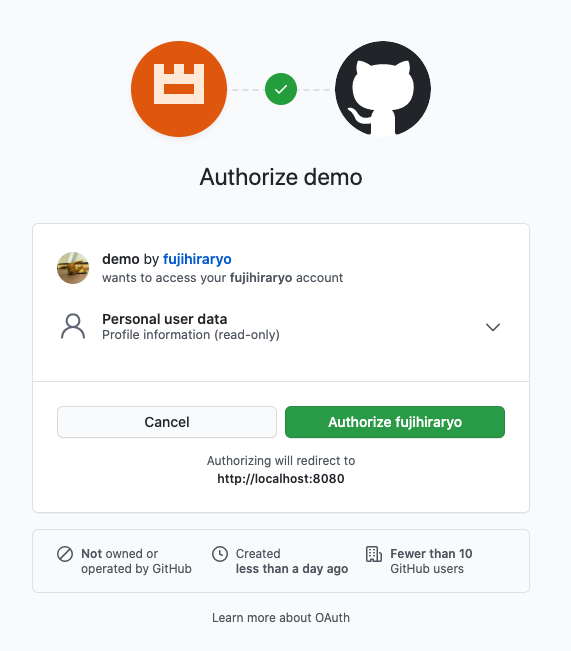 Authorize demo
demo by fujihiraryo
wants to access your fujihiraryo account
Personal user data
Profile information (read-only)
Cancel
Authorize fujihiraryo
Authorizing will redirect to
http://localhost:8080
Not owned or
operated by GitHub
Created
less than a day ago
Fewer than 10
GitHub users
Learn more about OAuth